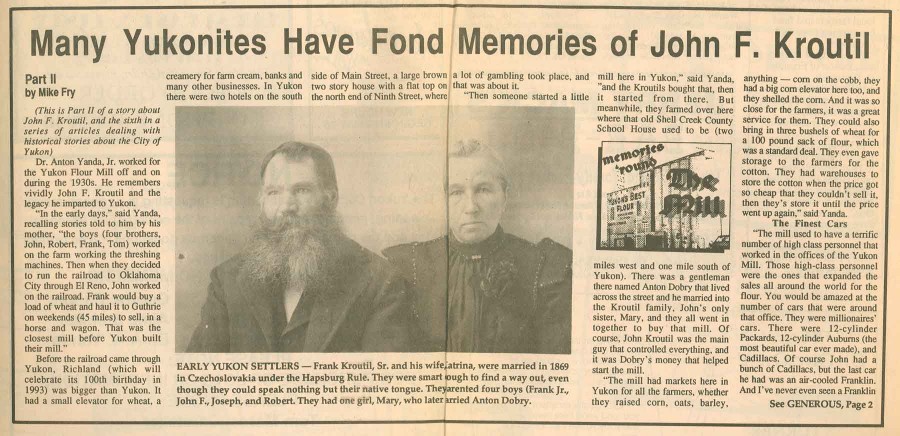 Many Yukonites Have Fond Memories of John F. Kroutil
Part II
by Mike Fry
(This is Part II of a story about
John F. Kroutil, and the sixth in a
series of articles dealing with
historical stories about the City of
Yukon)
Dr. Anton Yanda, Jr. worked for
the Yukon Flour Mill off and on
during the 1930s. He remembers
vividly John F. Kroutil and the
legacy he imparted to Yukon.
"In the early days," said Yanda,
recalling stories told to him by his
mother, "the boys (four brothers,
John, Robert, Frank, Tom) worked
on the farm working the threshing
machines. Then when they decided
to run the railroad to Oklahoma
City through El Reno, John worked
on the railroad. Frank would buy a
load of wheat and haul it to Guthrie
on weekends (45 miles) to sell, in a
horse and wagon. That was the
closest mill before Yukon built
their mill."
Before the railroad came through
Yukon, Richland (which will
celebrate its 100th birthday in
1993) was bigger than Yukon. It
had a small elevator for wheat, a
creamery for farm cream, banks and
many other businesses. In Yukon
there were two hotels on the south
side of Main Street, a large brown
two story house with a flat top on
the north end of Ninth Street, where
a lot of gambling took place, and
that was about it.
"Then someone started a little
mill here in Yukon," said Yanda,
"and the Kroutils bought that, then
it started from there. But
meanwhile, they farmed over here
where that old Shell Creek County
School House used to be (two
memories
'round
The
Mill
YUKON'S BEST
FLOUR
miles west and one mile south of
Yukon). There was a gentleman
there named Anton Dobry that lived
across the street and he married into
the Kroutil family, John's only
sister, Mary, and they all went in
together to buy that mill. Of
course, John Kroutil was the main
guy that controlled everything, and
it was Dobry's money that helped
start the mill.
"The mill had markets here in
Yukon for all the farmers, whether
they raised corn, oats, barley,
anything — corn on the cobb, they
had a big corn elevator here too, and
they shelled the corn. And it was so
close for the farmers, it was a great
service for them. They could also
bring in three bushels of wheat for
a 100 pound sack of flour, which
was a standard deal. They even gave
storage to the farmers for the
cotton. They had warehouses to
store the cotton when the price got
so cheap that they couldn't sell it,
then they's store it until the price
went up again," said Yanda.
The Finest Cars
"The mill used to have a terrific
number of high class personnel that
worked in the offices of the Yukon
Mill. Those high-class personnel
were the ones that expanded the
sales all around the world for the
flour. You would be amazed at the
number of cars that were around
that office. They were millionaires'
cars. There were 12-cylinder
Packards, 12-cylinder Auburns (the
most beautiful car ever made), and
Cadillacs. Of course John had a
bunch of Cadillacs, but the last car
he had was an air-cooled Franklin.
And I've never even seen a Franklin
See GENEROUS, Page 2
EARLY YUKON SETTLERS — Frank Kroutil, Sr. and his wife,atrina, were married in 1869
in Czechoslovakia under the Hapsburg Rule. They were smart ough to find a way out, even
though they could speak nothing but their native tongue. Theyarented four boys (Frank Jr.,
John F., Joseph, and Robert. They had one girl, Mary, who later arried Anton Dobry.